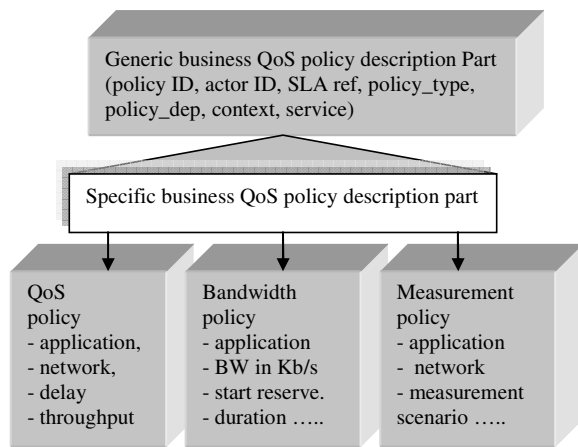 Generic business QoS policy description Part
(policy ID, actor ID, SLA ref, policy_type,
policy_dep, context, service)
Specific business QoS policy description part
QoS
policy
- application,
- network,
- delay
- throughput
Bandwidth
policy
- application
- BW in Kb/s
- start reserve.
- duration …..
Measurement
policy
- application
- network
- measurement
scenario …..